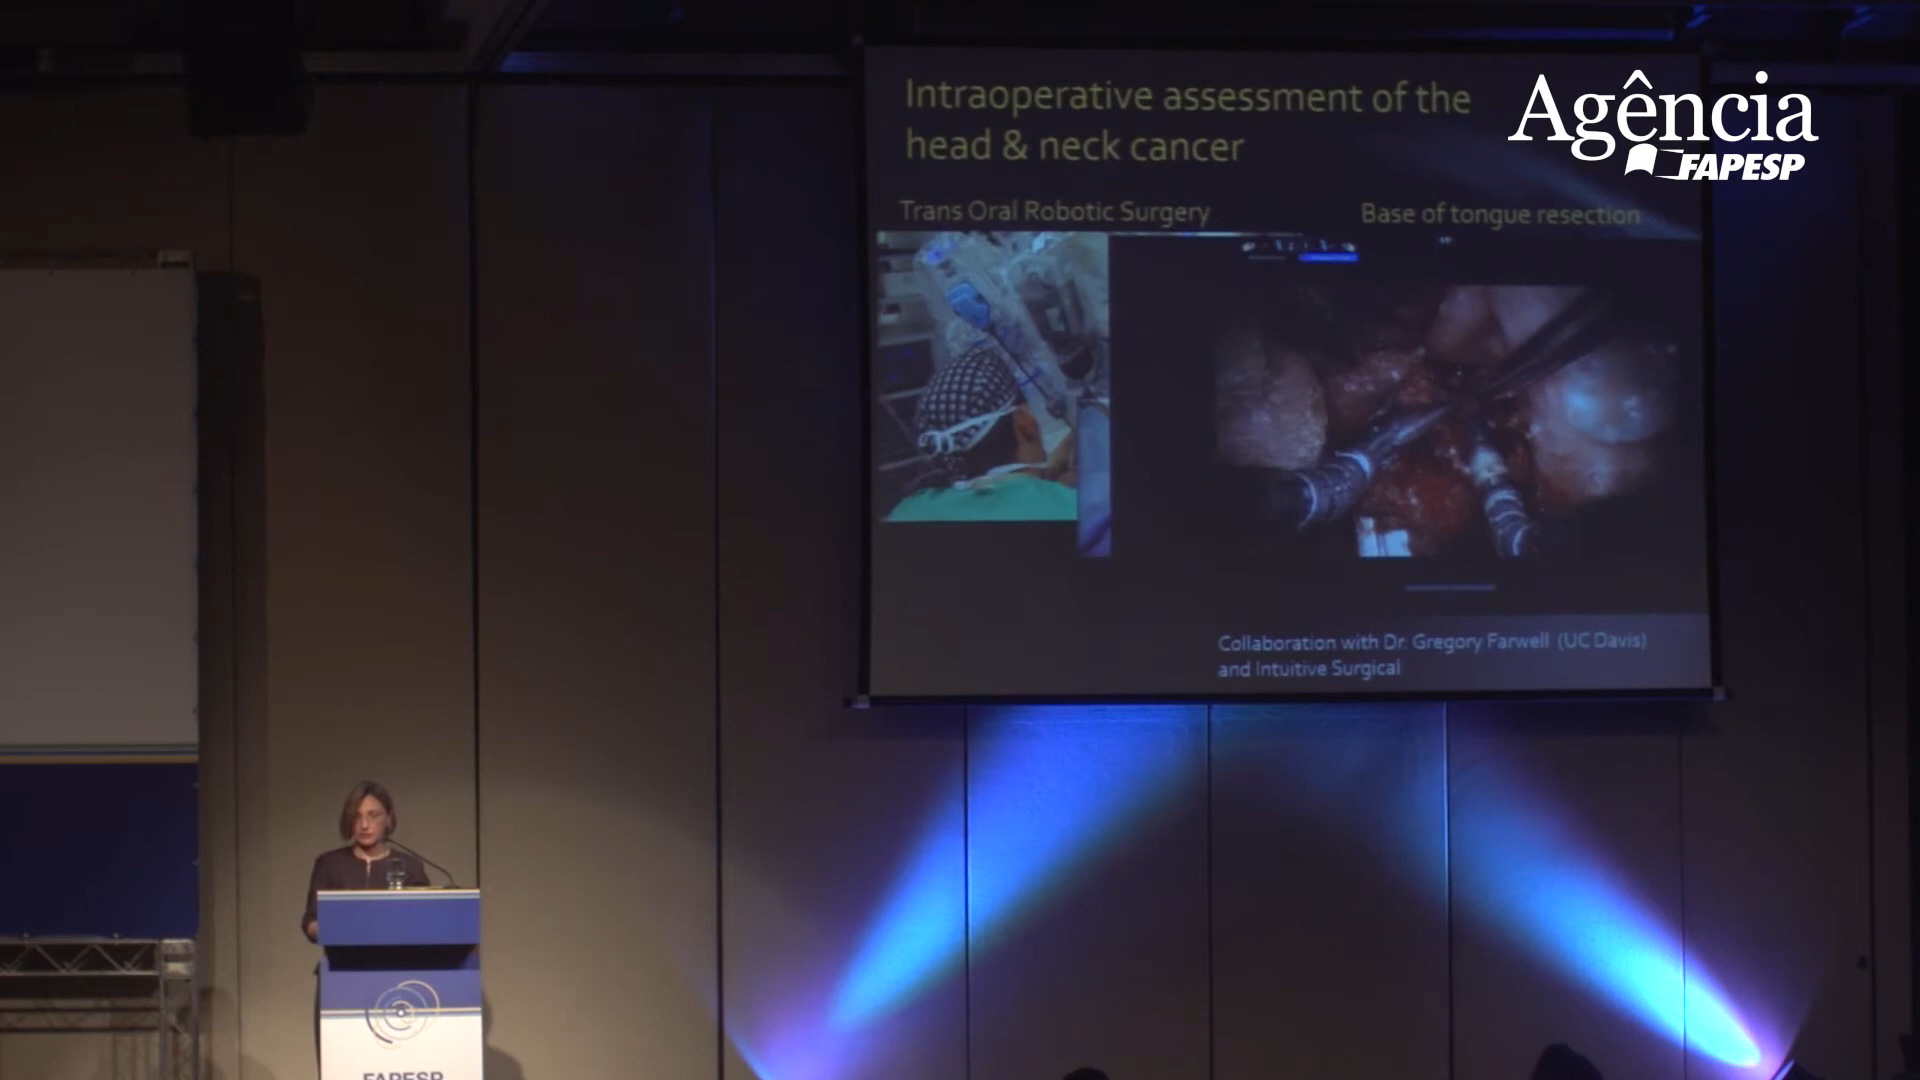 Intraoperative assessment of the
head & neck cancer
Agência
FAPESP
Trans Oral Robotic Surgery
Base of tongue resection
Collaboration with Dr. Gregory Farwell (UC Davis)
and Intuitive Surgical
FAPESP